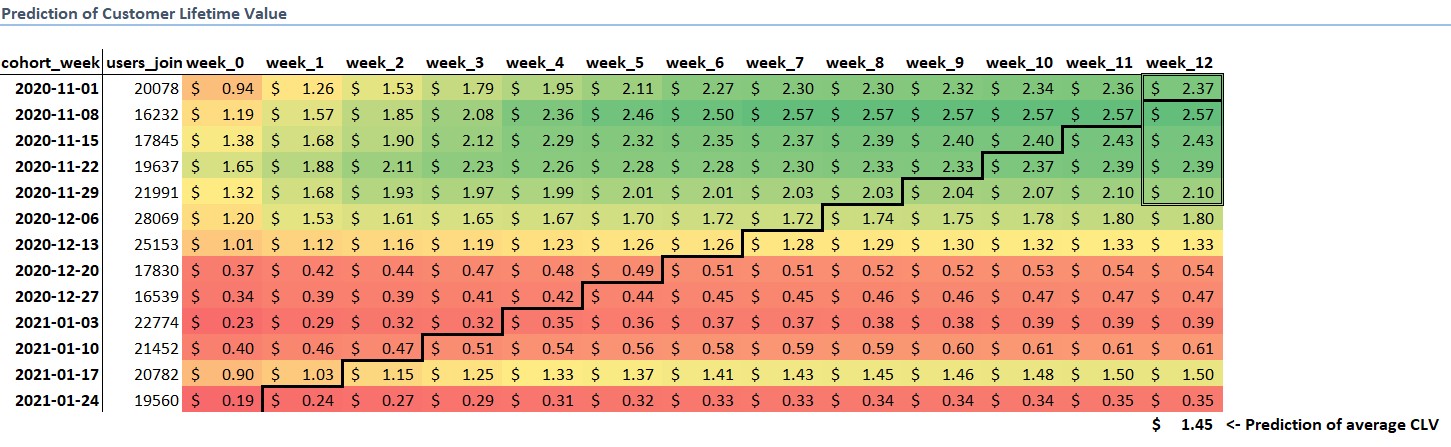 Prediction of Customer Lifetime Value
cohort_week users_join week_0 week_1 week_2 week_3 week_4 week_5 week_6 week_7 week_8 week_9 week_10 week_11 week_12
2020-11-01 20078 $ 0.94 $ 1.26 $ 1.53 $ 1.79 $ 1.95 $ 2.11 $ 2.27 $ 2.30 $ 2.30 $ 2.32 $ 2.34 $ 2.36 $ 2.37
2020-11-08 16232 $ 1.19 $ 1.57 $ 1.85 $ 2.08 $ 2.36 $ 2.46 $ 2.50 $ 2.57 $ 2.57 $ 2.57 $ 2.57 $ 2.57 $ 2.57
2020-11-15 17845 $ 1.38 $ 1.68 $ 1.90 $ 2.12 $ 2.29 $ 2.32 $ 2.35 $ 2.37 $ 2.39 $ 2.40 $ 2.40 $ 2.43 $ 2.43
2020-11-22 19637 $ 1.65 $ 1.88 $ 2.11 $ 2.23 $ 2.26 $ 2.28 $ 2.28 $ 2.30 $ 2.33 $ 2.33 $ 2.37 $ 2.39 $ 2.39
2020-11-29 21991 $ 1.32 $ 1.68 $ 1.93 $ 1.97 $ 1.99 $ 2.01 $ 2.01 $ 2.03 $ 2.03 $ 2.04 $ 2.07 $ 2.10 $ 2.10
2020-12-06 28069 $ 1.20 $ 1.53 $ 1.61 $ 1.65 $ 1.67 $ 1.70 $ 1.72 $ 1.72 $ 1.74 $ 1.75 $ 1.78 $ 1.80 $ 1.80
2020-12-13 25153 $ 1.01 $ 1.12 $ 1.16 $ 1.19 $ 1.23 $ 1.26 $ 1.26 $ 1.28 $ 1.29 $ 1.30 $ 1.32 $ 1.33 $ 1.33
2020-12-20 17830 $ 0.37 $ 0.42 $ 0.44 $ 0.47 $ 0.48 $ 0.49 $ 0.51 $ 0.51 $ 0.52 $ 0.52 $ 0.53 $ 0.54 $ 0.54
2020-12-27 16539 $ 0.34 $ 0.39 $ 0.39 $ 0.41 $ 0.42 $ 0.44 $ 0.45 $ 0.45 $ 0.46 $ 0.46 $ 0.47 $ 0.47 $ 0.47
2021-01-03 22774 $ 0.23 $ 0.29 $ 0.32 $ 0.32 $ 0.35 $ 0.36 $ 0.37 $ 0.37 $ 0.38 $ 0.38 $ 0.39 $ 0.39 $ 0.39
2021-01-10 21452 $ 0.40 $ 0.46 $ 0.47 $ 0.51 $ 0.54 $ 0.56 $ 0.58 $ 0.59 $ 0.59 $ 0.60 $ 0.61 $ 0.61 $ 0.61
2021-01-17 20782 $ 0.90 $ 1.03 $ 1.15 $ 1.25 $ 1.33 $ 1.37 $ 1.41 $ 1.43 $ 1.45 $ 1.46 $ 1.48 $ 1.50 $ 1.50
2021-01-24 19560 $ 0.19 $ 0.24 $ 0.27 $ 0.29 $ 0.31 $ 0.32 $ 0.33 $ 0.33 $ 0.34 $ 0.34 $ 0.34 $ 0.35 $ 0.35
$ 1.45 <- Prediction of average CLV